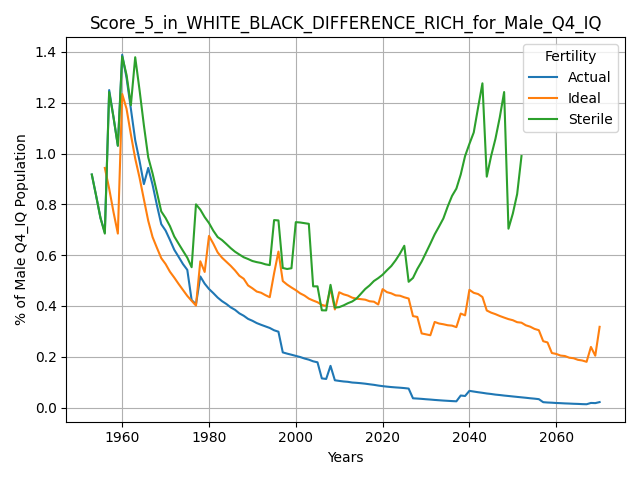 Score_5_in_WHITE_BLACK_DIFFERENCE_RICH_for_Male_Q4_IQ
Fertility
Actual
Ideal
Sterile
% of Male Q4_IQ Population
1.4
1.2
1.0
0.8
0.6
0.4
0.2
0.0
1960 1980 2000 2020 2040 2060
Years